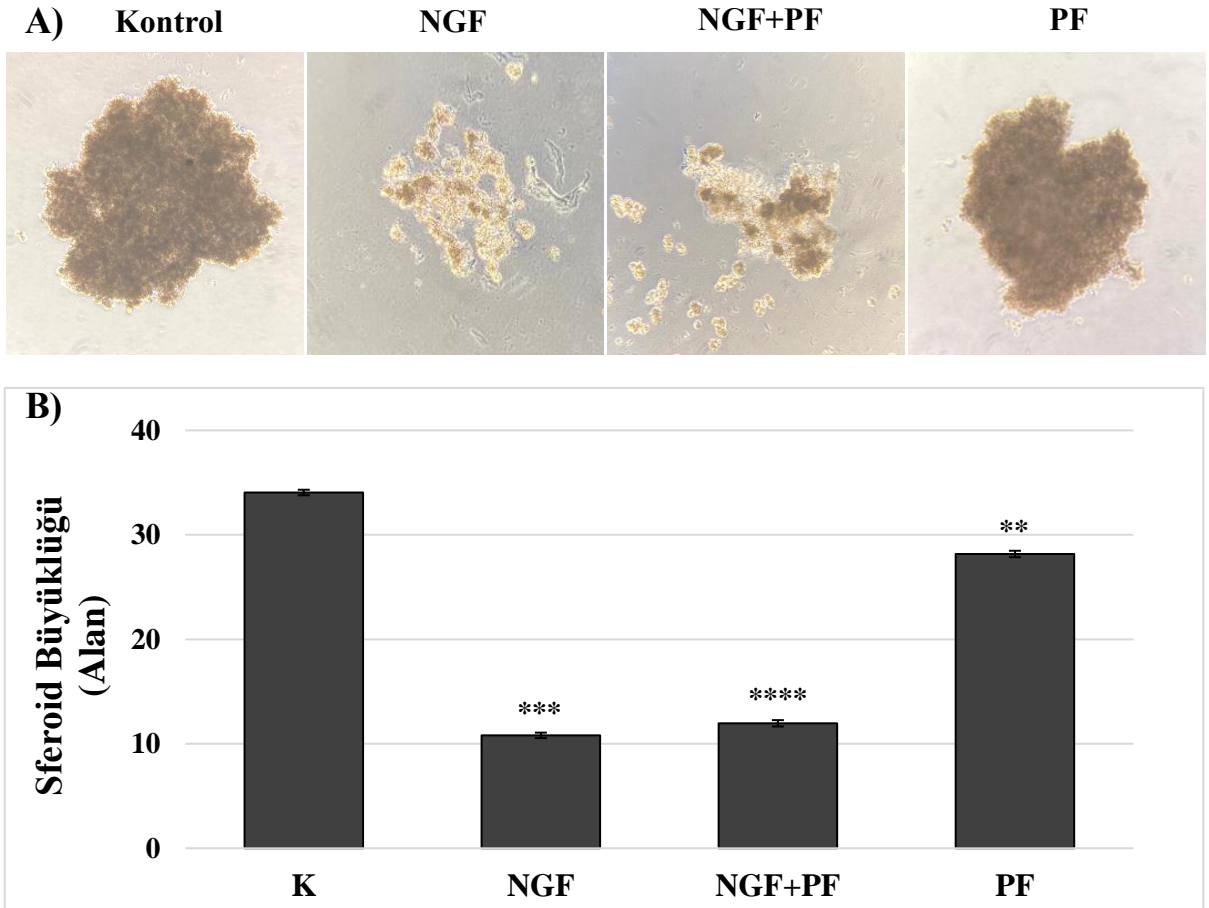 A) Kontrol NGF NGF+PF PF
B)
Sferoid Büyüklüğü
(Alan)
40
30
20
10
0
*** **** **
K NGF NGF+PF PF